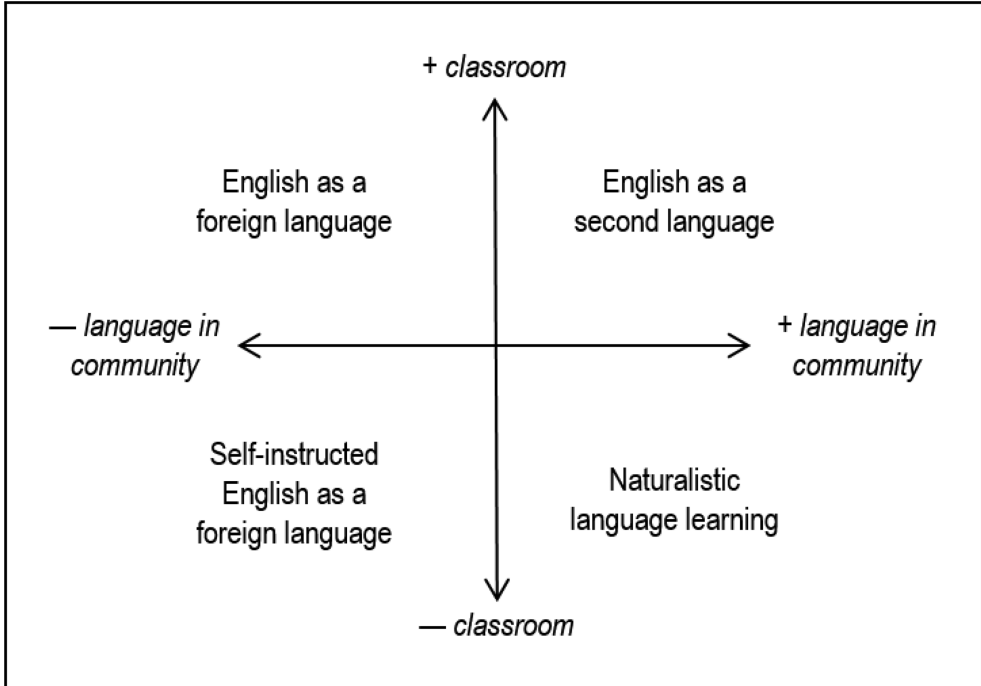 + classroom
English as a
foreign language
English as a
second language
— language in
community
+ language in
community
Self-instructed
English as a
foreign language
Naturalistic
language learning
— classroom